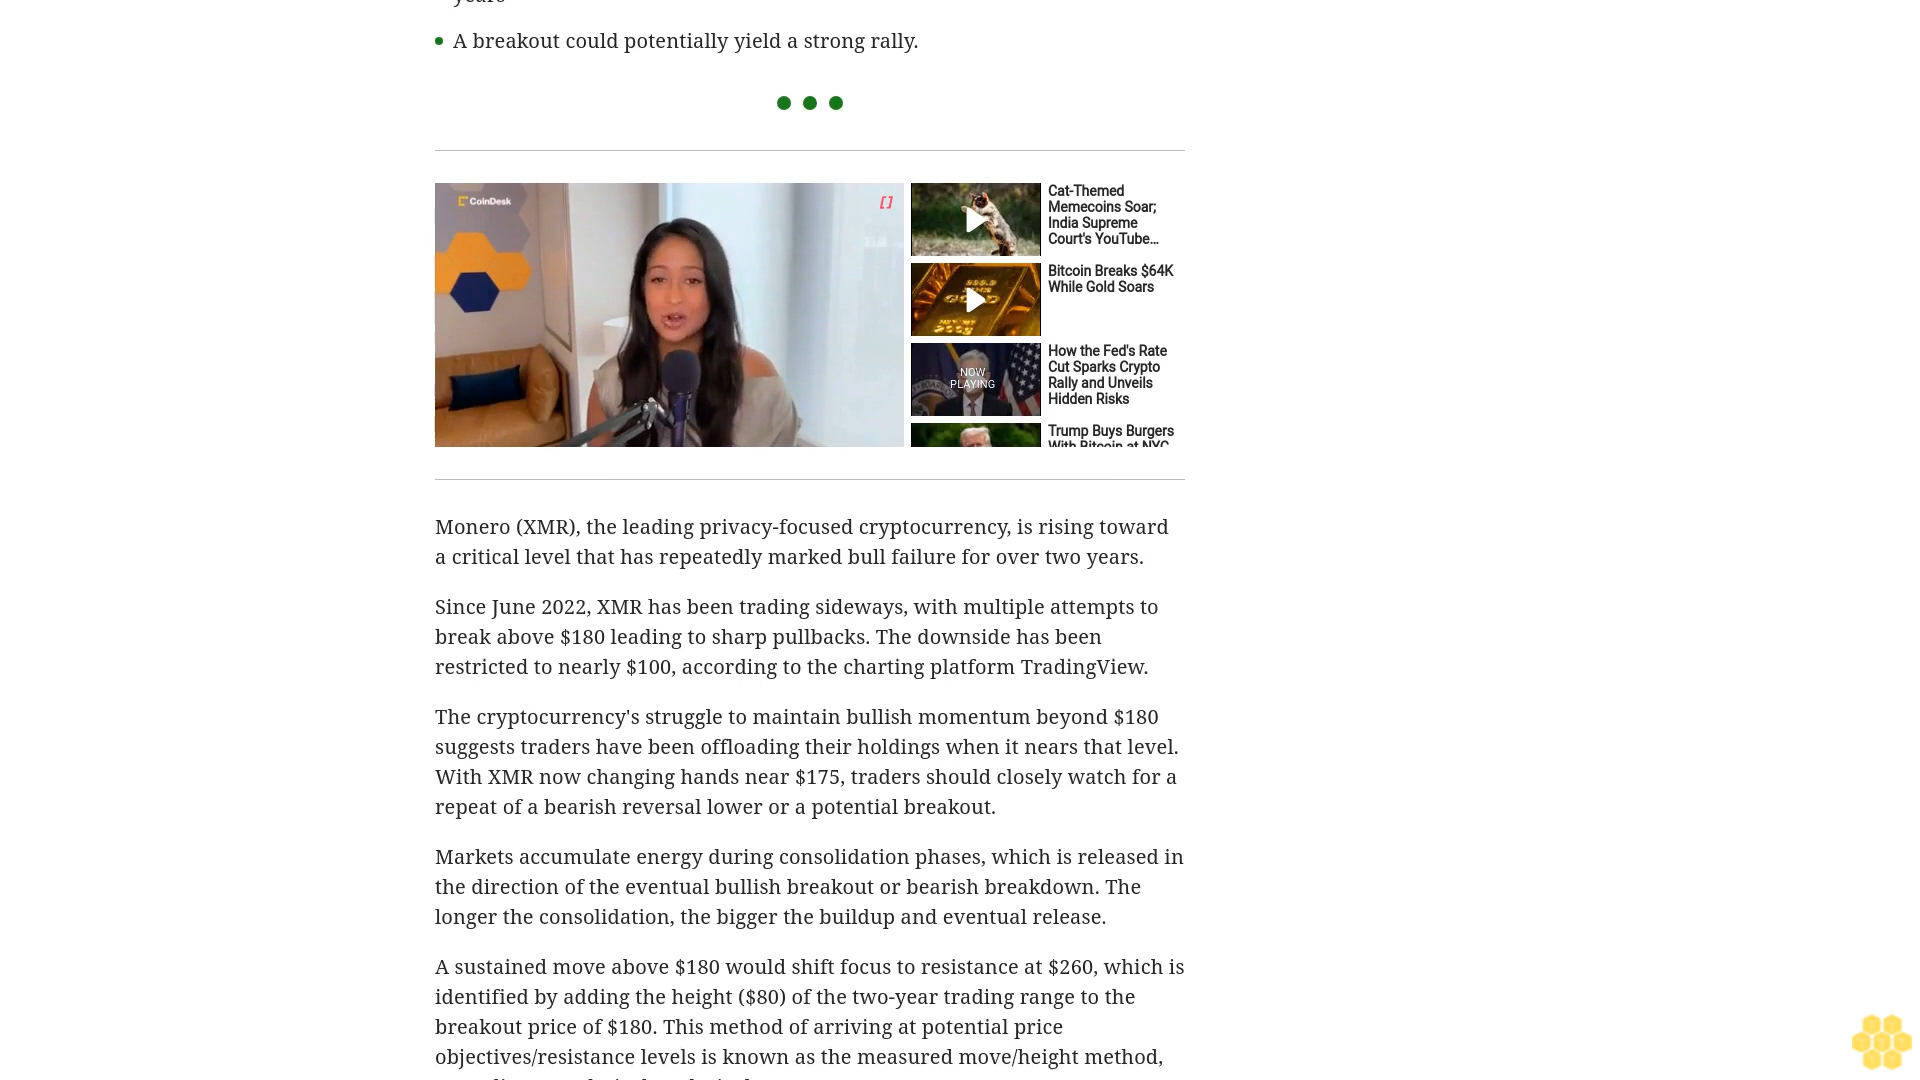 A breakout could potentially yield a strong rally.
CoinDesk
[]
Cat-Themed
Memecoins Soar;
India Supreme
Court's YouTube...
Bitcoin Breaks $64K
While Gold Soars
NOW
PLAYING
How the Fed's Rate
Cut Sparks Crypto
Rally and Unveils
Hidden Risks
Trump Buys Burgers
With Bitcoin at NYC
Monero (XMR), the leading privacy-focused cryptocurrency, is rising toward
a critical level that has repeatedly marked bull failure for over two years.
Since June 2022, XMR has been trading sideways, with multiple attempts to
break above $180 leading to sharp pullbacks. The downside has been
restricted to nearly $100, according to the charting platform TradingView.
The cryptocurrency's struggle to maintain bullish momentum beyond $180
suggests traders have been offloading their holdings when it nears that level.
With XMR now changing hands near $175, traders should closely watch for a
repeat of a bearish reversal lower or a potential breakout.
Markets accumulate energy during consolidation phases, which is released in
the direction of the eventual bullish breakout or bearish breakdown. The
longer the consolidation, the bigger the buildup and eventual release.
A sustained move above $180 would shift focus to resistance at $260, which is
identified by adding the height ($80) of the two-year trading range to the
breakout price of $180. This method of arriving at potential price
objectives/resistance levels is known as the measured move/height method,